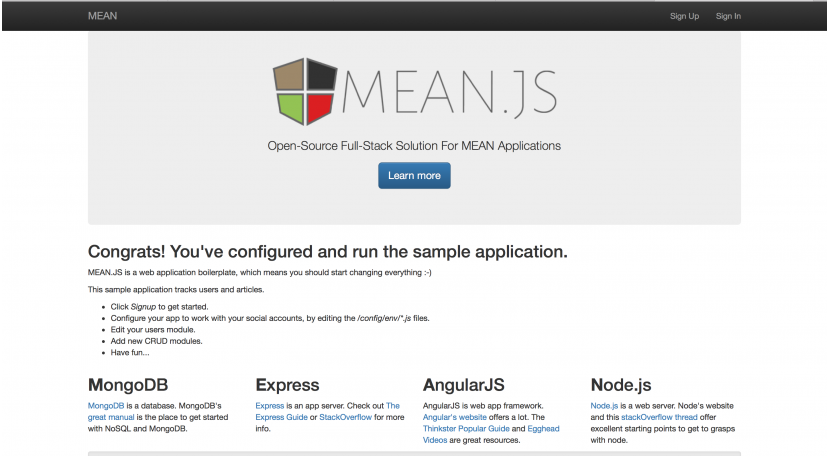 MEAN Sign Up Sign In
MEAN.JS
Open-Source Full-Stack Solution For MEAN Applications
Learn more
Congrats! You've configured and run the sample application.
MEAN.JS is a web application boilerplate, which means you should start changing everything :-)
This sample application tracks users and articles.
• Click Signup to get started.
• Configure your app to work with your social accounts, by editing the /config/env/*.js files.
• Edit your users module.
• Add new CRUD modules.
• Have fun...
MongoDB
MongoDB is a database. MongoDB's
great manual is the place to get started
with NoSQL and MongoDB.
Express
Express is an app server. Check out The
Express Guide or StackOverflow for more
info.
AngularJS
AngularJS is web app framework.
Angular's website offers a lot. The
Thinkster Popular Guide and Egghead
Videos are great resources.
Node.js
Node.js is a web server. Node's website
and this stackOverflow thread offer
excellent starting points to get to grasps
with node.